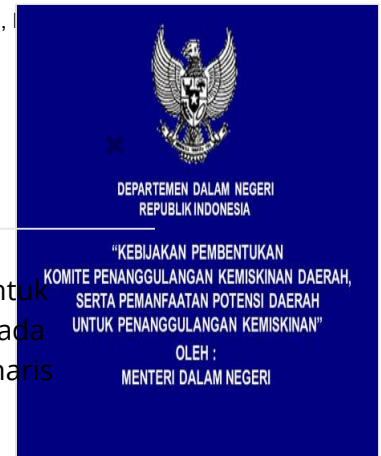 DEPARTEMEN DALAM NEGERI
REPUBLIK INDONESIA
“KEBIJAKAN PEMBENTUKAN
KOMITE PENANGGULANGAN KEMISKINAN DAERAH,
SERTA PEMANFAATAN POTENSI DAERAH
UNTUK PENANGGULANGAN KEMISKINAN”
OLEH :
MENTERI DALAM NEGERI